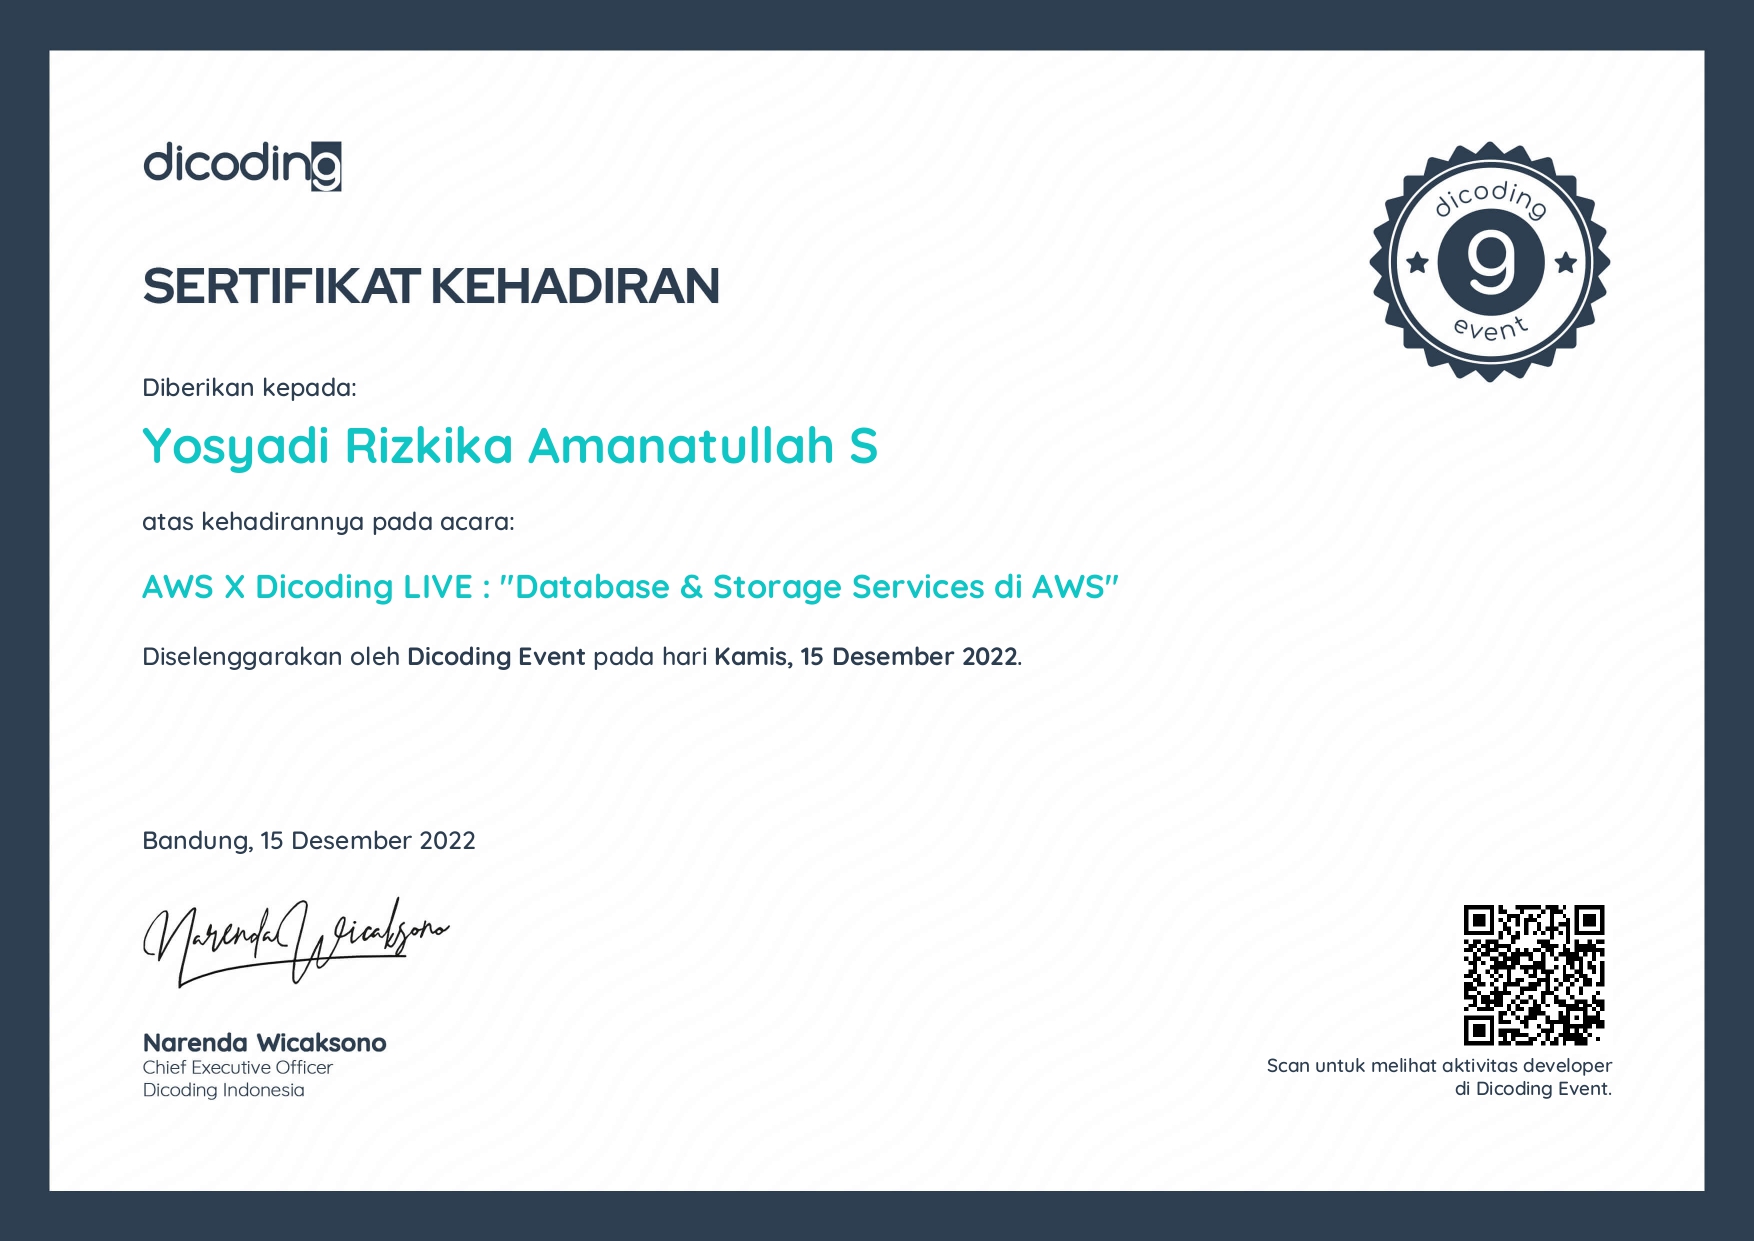 dicoding
SERTIFIKAT KEHADIRAN
dicoding
g
event
Diberikan kepada:
Yosyadi Rizkika Amanatullah S
atas kehadirannya pada acara:
AWS X Dicoding LIVE : "Database & Storage Services di AWS"
Diselenggarakan oleh Dicoding Event pada hari Kamis, 15 Desember 2022.
Bandung, 15 Desember 2022
Narenda Wicaksono
Narenda Wicaksono
Chief Executive Officer
Dicoding Indonesia
Scan untuk melihat aktivitas developer
di Dicoding Event.